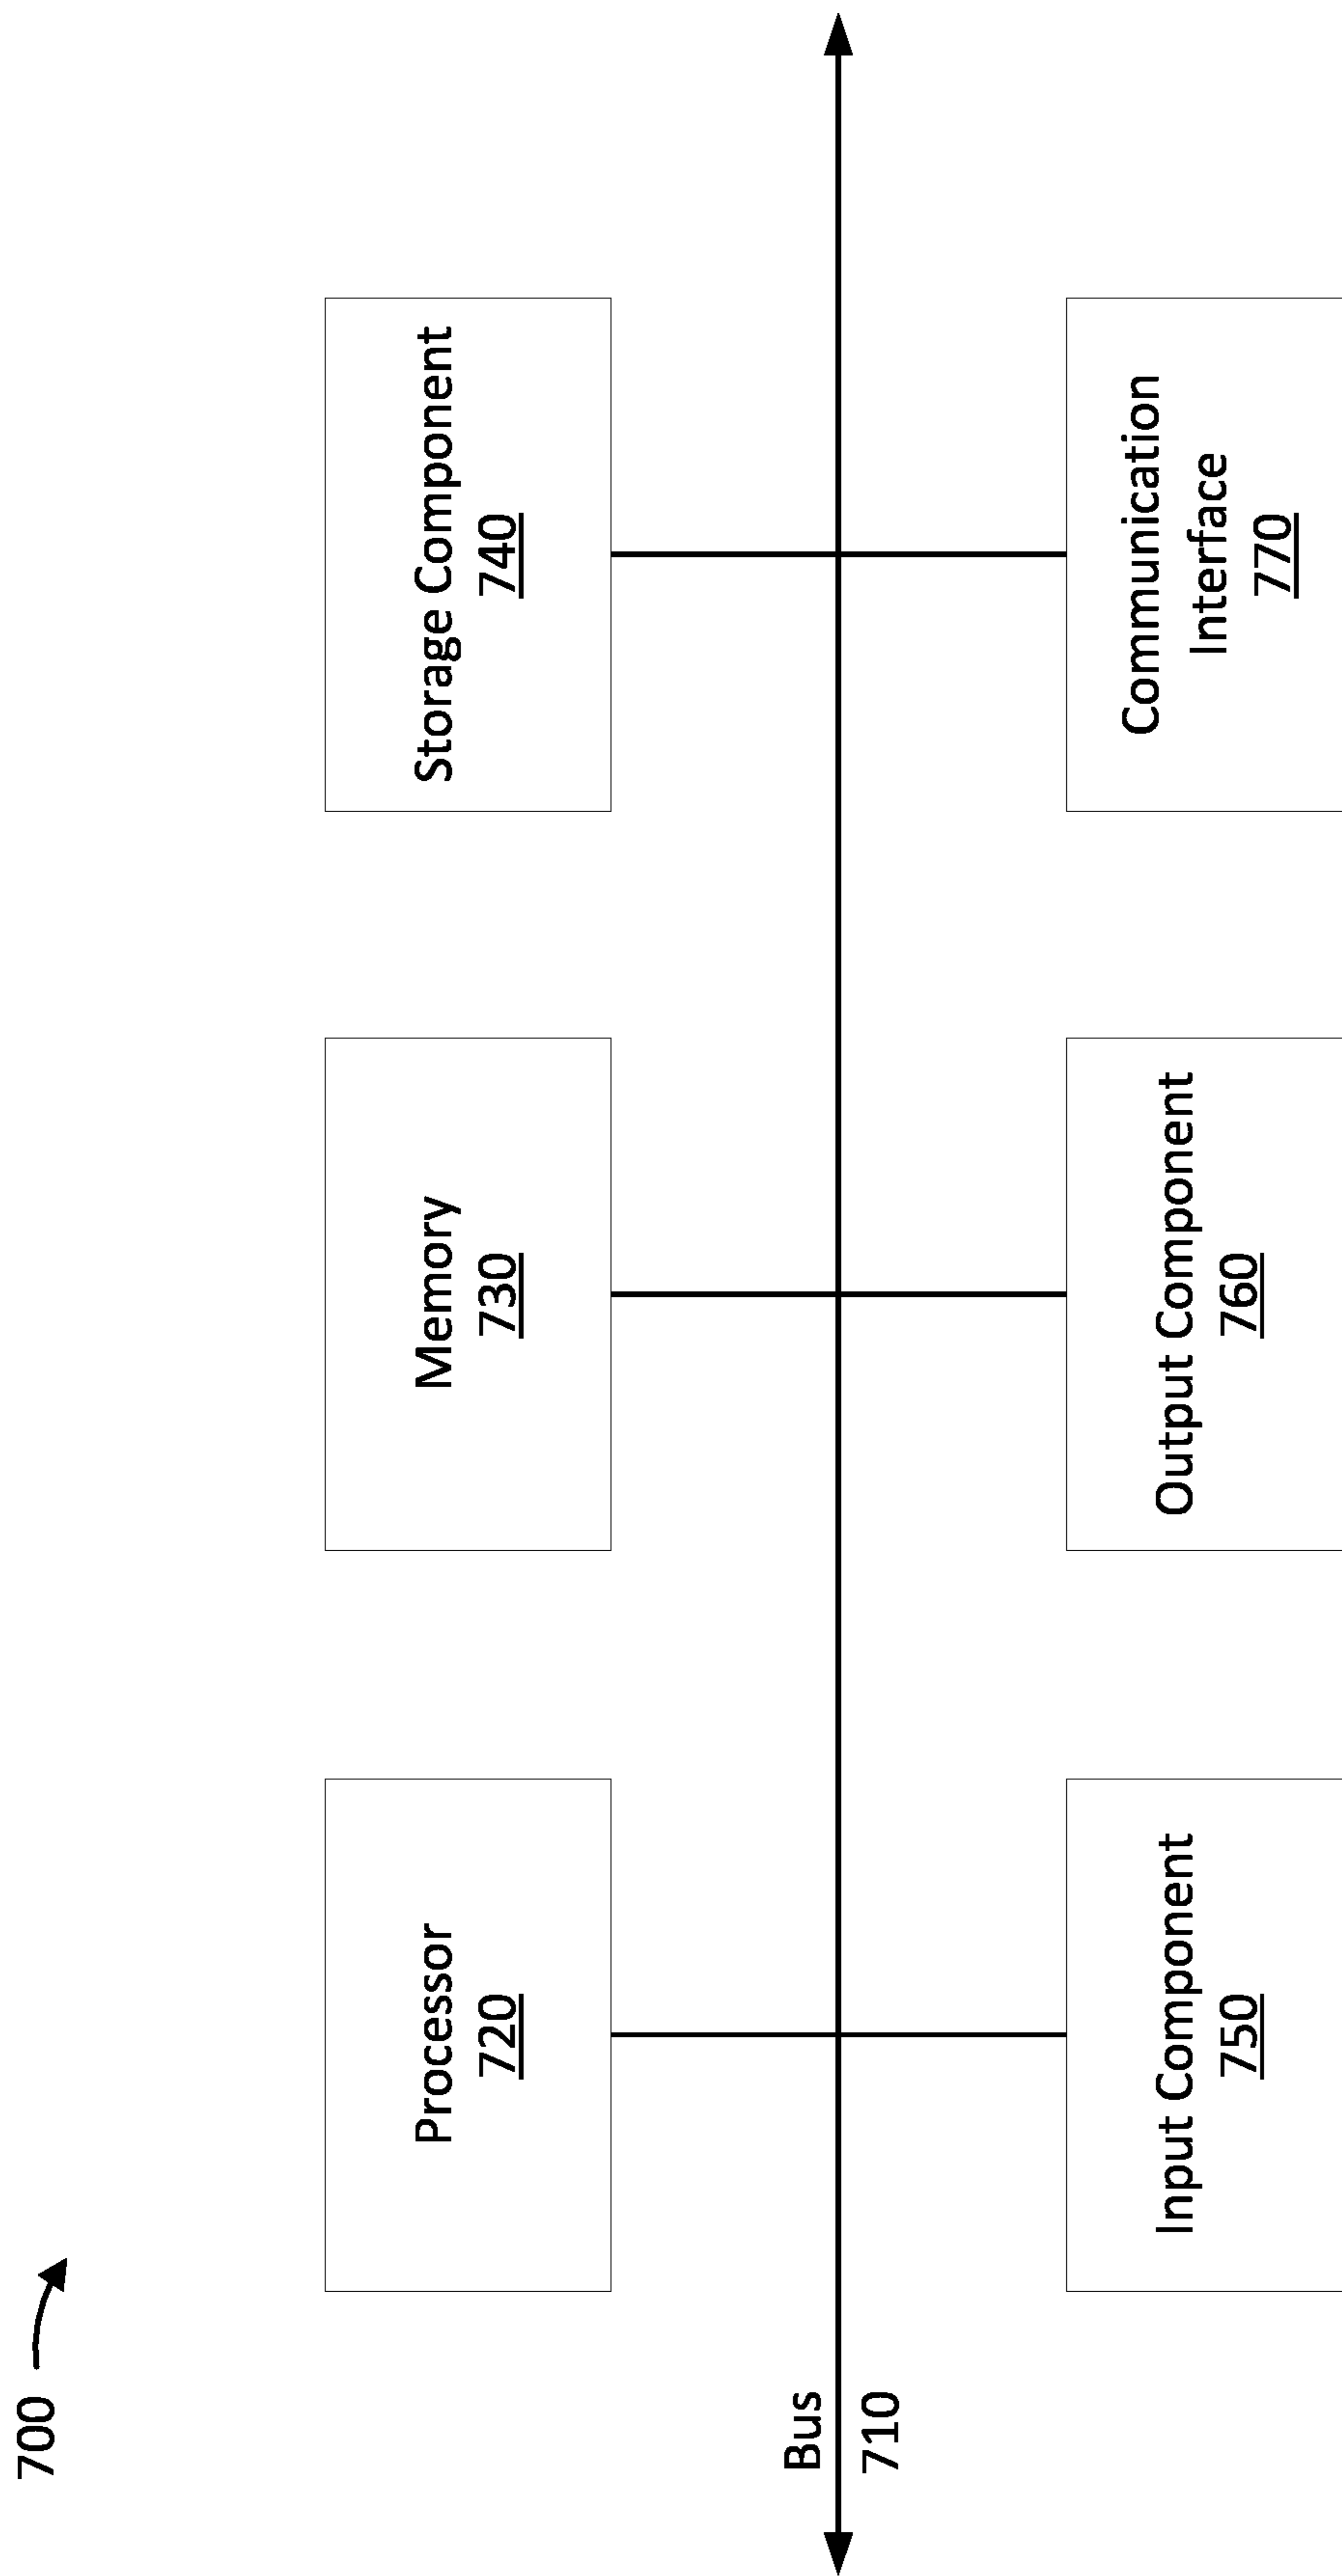 700
Processor
720
Memory
730
Storage Component
740
Bus
710
Input Component
750
Output Component
760
Communication
Interface
770